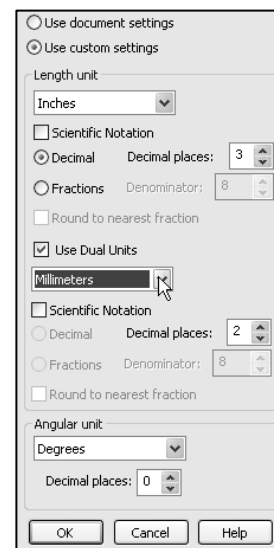 Use document settings
Use custom settings
Length unit
Inches
Scientific Notation
Decimal Decimal places: 3
Fractions Denominator: 8
Round to nearest fraction
Use Dual Units
Millimeters
Scientific Notation
Decimal Decimal places: 2
Fractions Denominator: 8
Round to nearest fraction
Angular unit
Degrees
Decimal places: 0
OK Cancel Help